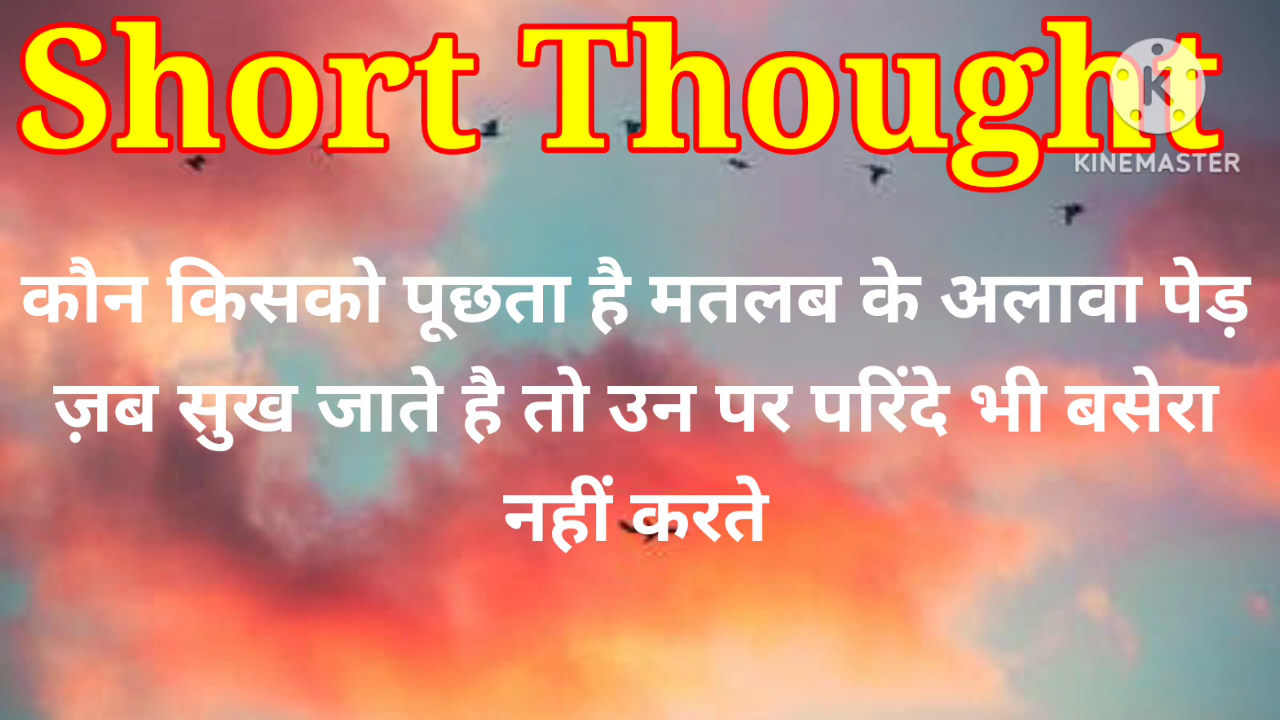 Short Thought
K
KINEMASTER
कौन किसको पूछता है मतलब के अलावा पेड़
ज़ब सुख जाते है तो उन पर परिंदे भी बसेरा
नहीं करते